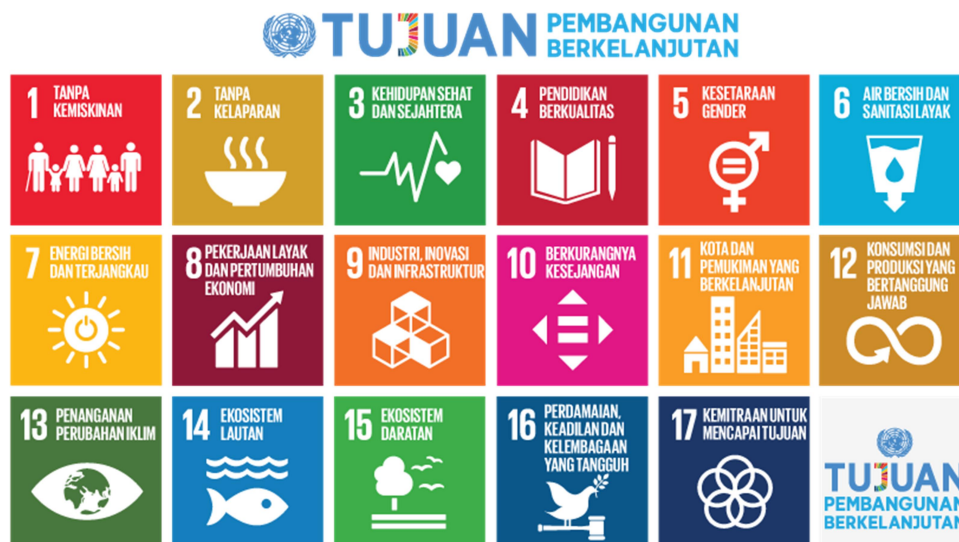 TUJUAN PEMBANGUNAN
BERKELANJUTAN
1 TANPA
KEMISKINAN
2 TANPA
KELAPARAN
3 KEHIDUPAN SEHAT
DAN SEJAHTERA
4 PENDIDIKAN
BERKUALITAS
5 KESETARAAN
GENDER
6 AIR BERSIH DAN
SANITASI LAYAK
7 ENERGI BERSIH
DAN TERJANGKAU
8 PEKERJAAN LAYAK
DAN PERTUMBUHAN
EKONOMI
9 INDUSTRI, INOVASI
DAN INFRASTRUKTUR
10 BERKURANGNYA
KESEJANGAN
11 KOTA DAN
PEMUKIMAN YANG
BERKELANJUTAN
12 KONSUMSI DAN
PRODUKSI YANG
BERTANGGUNG
JAWAB
13 PENANGANAN
PERUBAHAN IKLIM
14 EKOSISTEM
LAUTAN
15 EKOSISTEM
DARATAN
16 PERDAMAIAN,
KEADILAN DAN
KELEMBAGAAN
YANG TANGGUH
17 KEMITRAAN UNTUK
MENCAPAI TUJUAN
TUJUAN
PEMBANGUNAN
BERKELANJUTAN